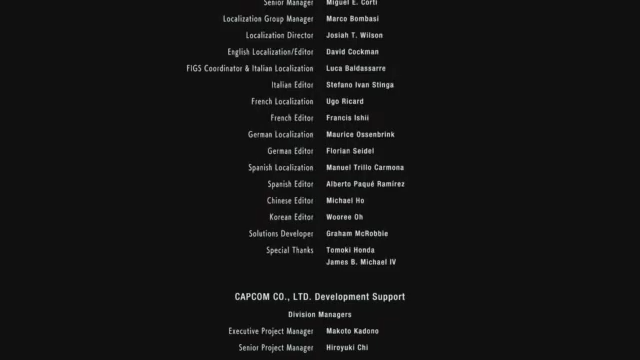 Senior Manager Miguel E. Corti
Localization Group Manager Marco Bombasi
Localization Director Josiah T. Wilson
English Localization/Editor David Cockman
FIGS Coordinator & Italian Localization Luca Baldassarre
Italian Editor Stefano Ivan Stinga
French Localization Ugo Ricard
French Editor Francis Ishii
German Localization Maurice Ossenbrink
German Editor Florian Seidel
Spanish Localization Manuel Trillo Carmona
Spanish Editor Alberto Paqué Ramírez
Chinese Editor Michael Ho
Korean Editor Wooree Oh
Solutions Developer Graham McRobbie
Special Thanks Tomoki Honda
James B. Michael IV
CAPCOM CO., LTD. Development Support
Division Managers
Executive Project Manager Makoto Kadono
Senior Project Manager Hiroyuki Chi